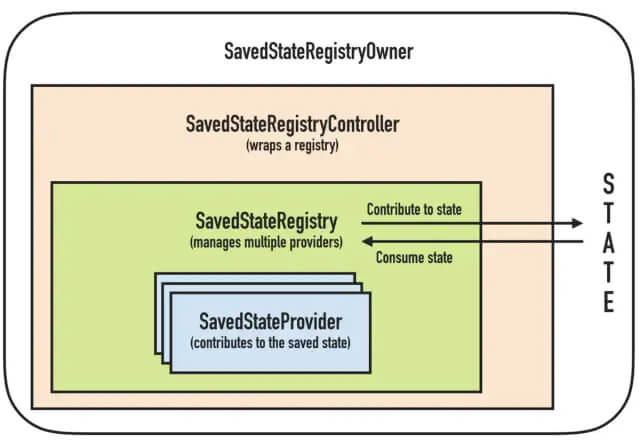 SavedStateRegistryOwner
SavedStateRegistryController
(wraps a registry)
SavedStateRegistry
(manages multiple providers)
Contribute to state
Consume state
SavedStateProvider
(contributes to the saved state)
STATE